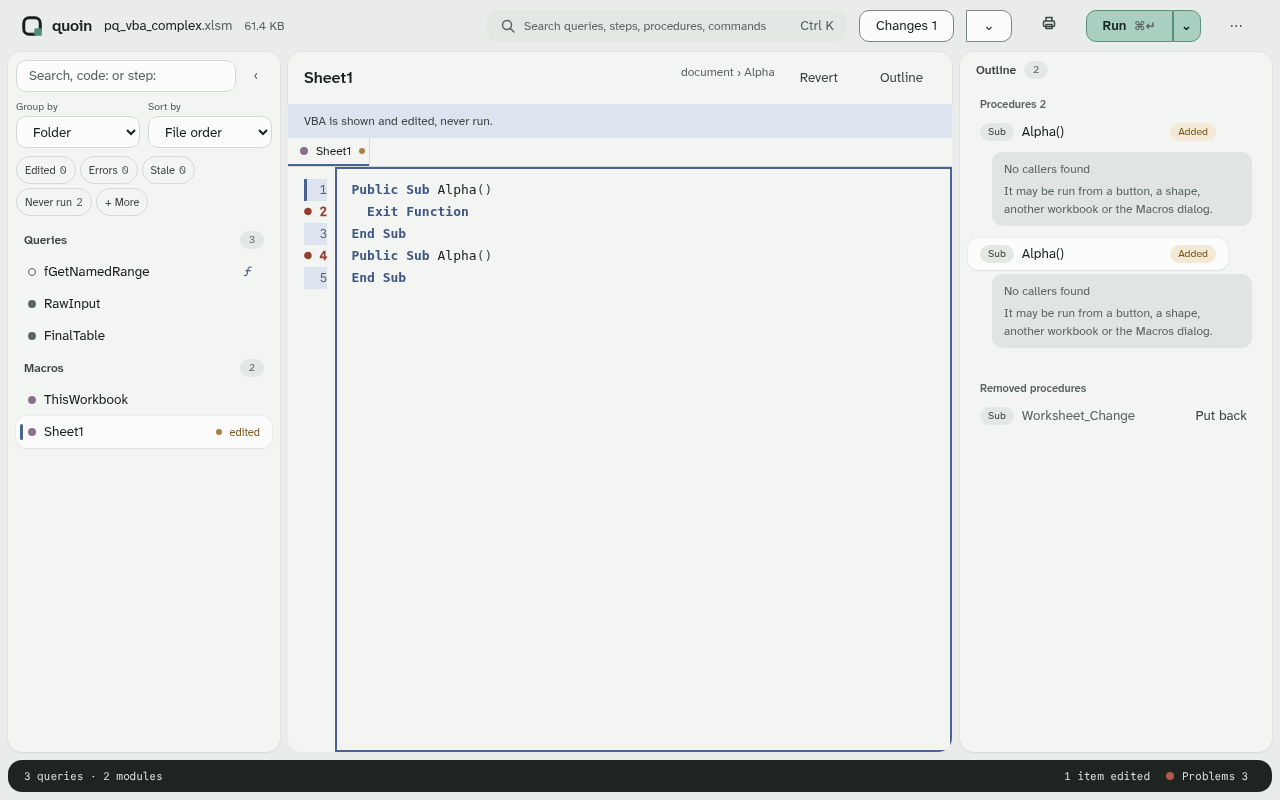 quoin pq_vba_complex.xlsm 61.4 KB
Search queries, steps, procedures, commands Ctrl K
Changes 1
Run ⌘↵
Search, code: or step:
Group by Sort by
Folder File order
Edited 0 Errors 0 Stale 0
Never run 2 + More
Queries 3
fGetNamedRange ƒ
RawInput
FinalTable
Macros 2
ThisWorkbook
Sheet1 edited
Sheet1 document › Alpha Revert Outline
VBA is shown and edited, never run.
Sheet1
1 Public Sub Alpha()
2 Exit Function
3 End Sub
4 Public Sub Alpha()
5 End Sub
Outline 2
Procedures 2
Sub Alpha() Added
No callers found
It may be run from a button, a shape,
another workbook or the Macros dialog.
Sub Alpha() Added
No callers found
It may be run from a button, a shape,
another workbook or the Macros dialog.
Removed procedures
Sub Worksheet_Change Put back
3 queries · 2 modules 1 item edited Problems 3